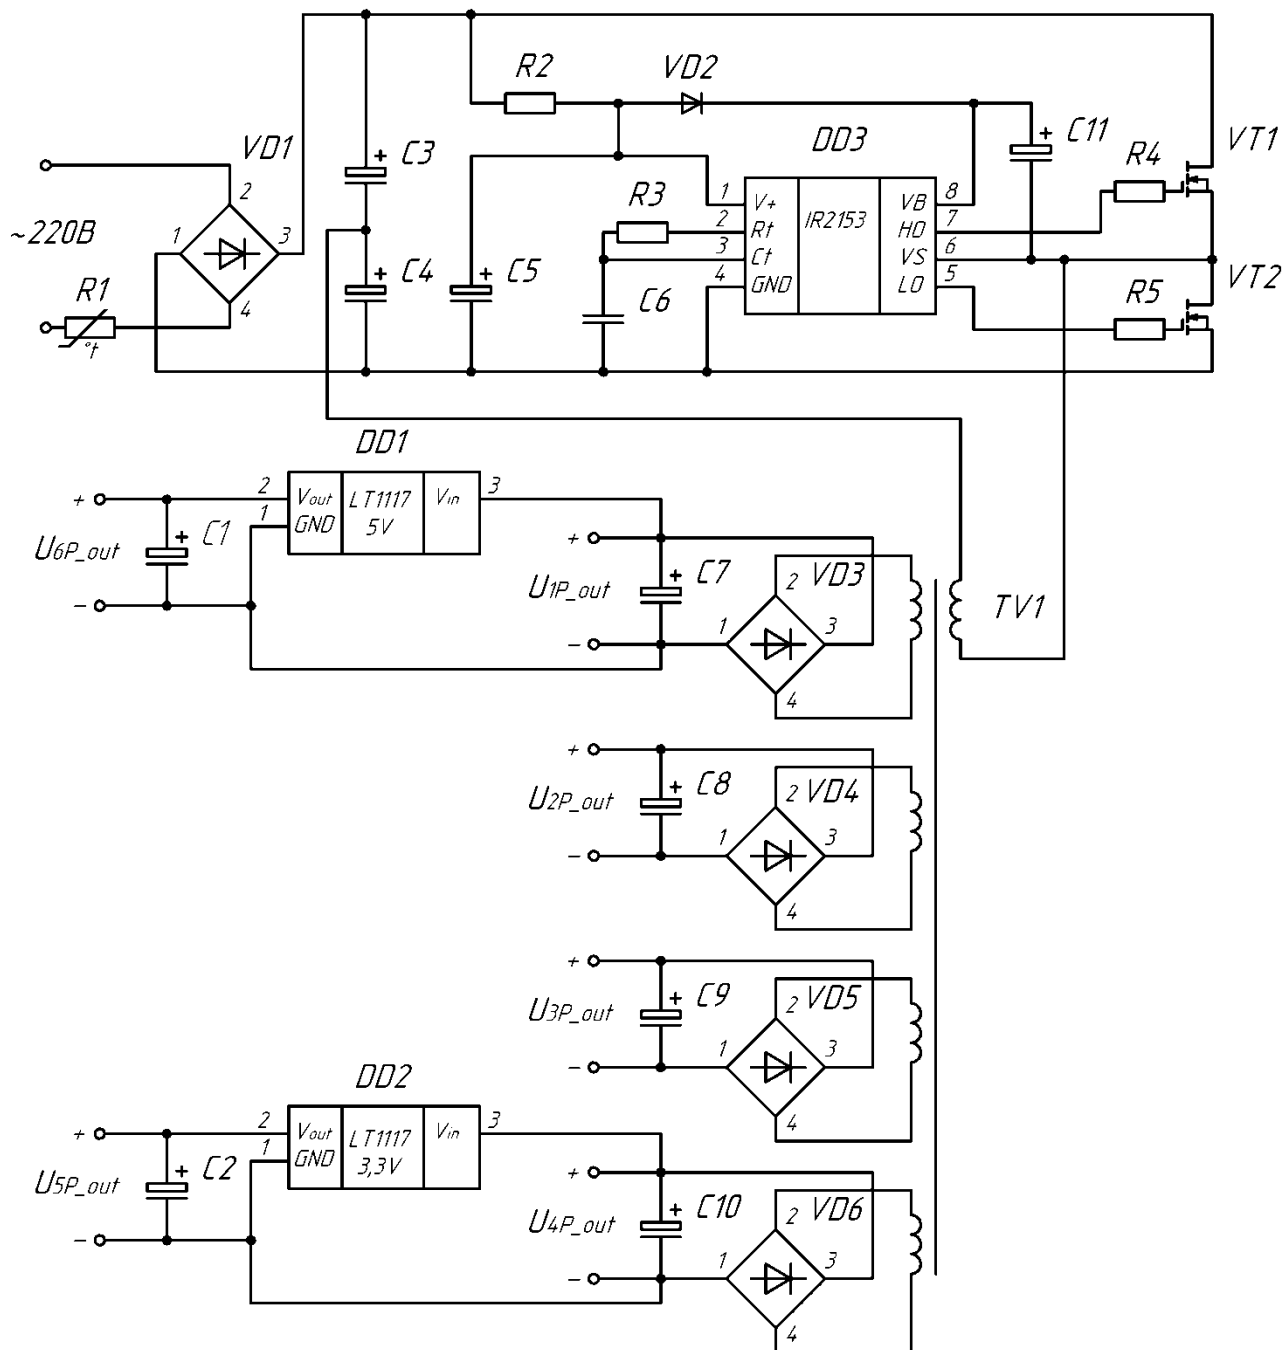 R2
VD2
VD1
C3
DD3
C11
VT1
R4
+
+
2
1
V+
IR2153
VB
8
R3
2
Rt
HO
7
~220В
1
3
+
C4
+
C5
3
Ct
VS
6
VT2
R1
4
4
GND
LO
5
R5
C6
°t
DD1
+
2
Vout
LT1117
Vin
3
1
GND
5V
+
C1
U6P_out
+
+
C7
2
VD3
U1P_out
TV1
-
-
1
3
4
+
+
C8
2
VD4
U2P_out
-
1
3
4
+
+
C9
2
VD5
U3P_out
-
1
3
DD2
4
+
2
Vout
LT1117
Vin
3
1
GND
3,3V
+
C2
U5P_out
+
+
C10
2
VD6
U4P_out
-
-
1
3
4